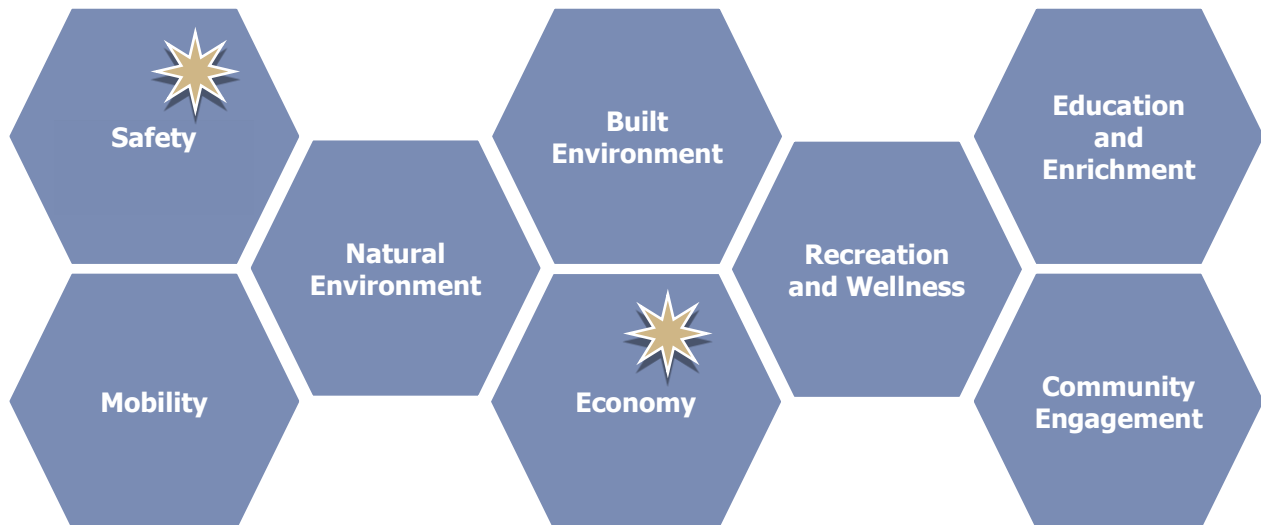 Safety
Built
Environment
Education
and
Enrichment
Natural
Environment
Recreation
and Wellness
Mobility
Economy
Community
Engagement